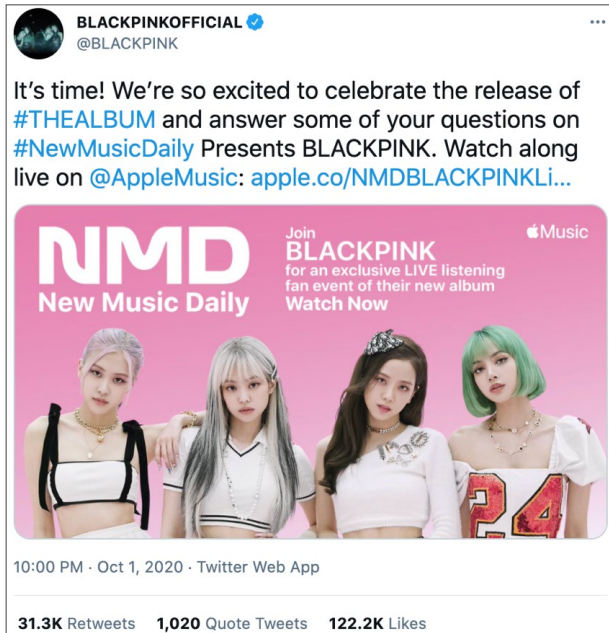 BLACKPINKOFFICIAL
@BLACKPINK
It's time! We're so excited to celebrate the release of
#THEALBUM and answer some of your questions on
#NewMusicDaily Presents BLACKPINK. Watch along
live on @AppleMusic: apple.co/NMDBLACKPINKLi...
NMD
New Music Daily
Join
BLACKPINK
for an exclusive LIVE listening
fan event of their new album
Watch Now
Music
24
10:00 PM · Oct 1, 2020 · Twitter Web App
31.3K Retweets 1,020 Quote Tweets 122.2K Likes